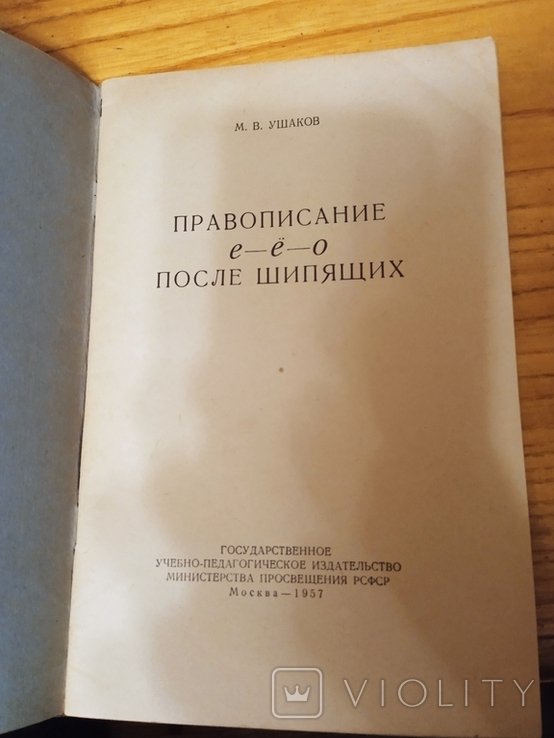 М. В. УШАКОВ
ПРАВОПИСАНИЕ
е—ё—о
ПОСЛЕ ШИПЯЩИХ
ГОСУДАРСТВЕННОЕ
УЧЕБНО-ПЕДАГОГИЧЕСКОЕ ИЗДАТЕЛЬСТВО
МИНИСТЕРСТВА ПРОСВЕЩЕНИЯ РСФСР
Москва—1957
VIOLITY